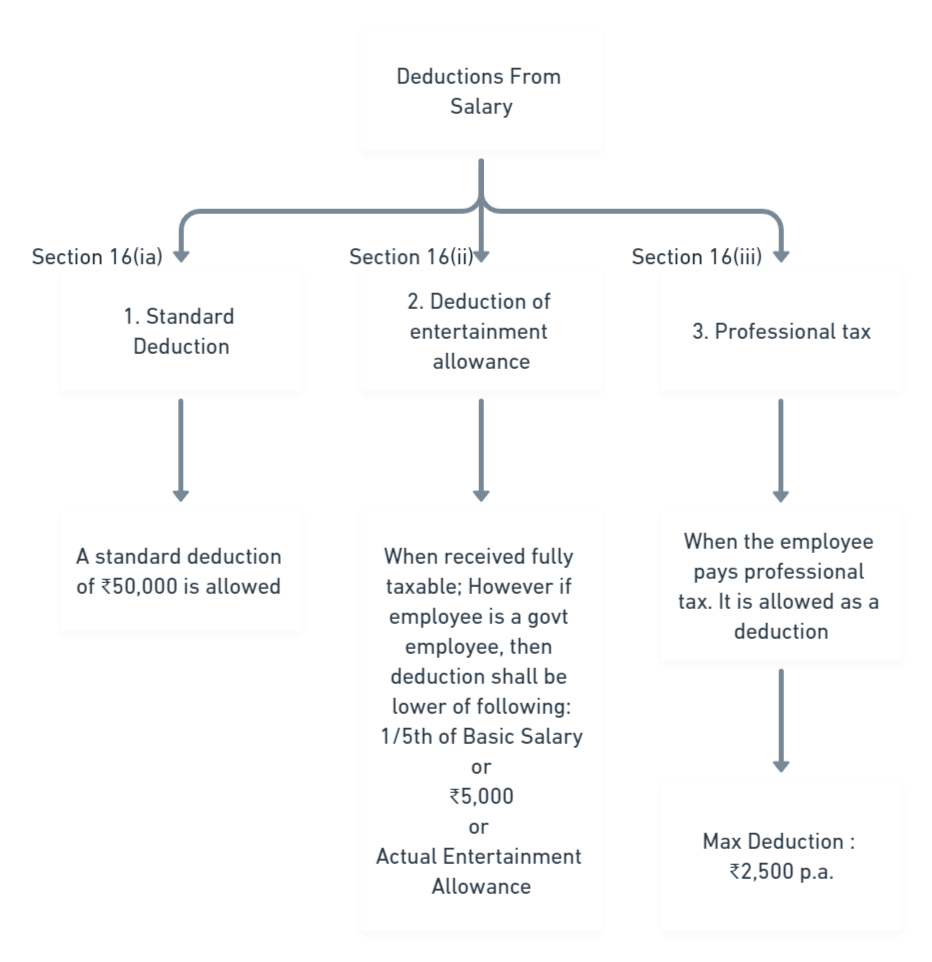 Deductions From
Salary
Section 16(ia)
Section 16(ii)
Section 16(iii)
1. Standard
Deduction
2. Deduction of
entertainment
allowance
3. Professional tax
A standard deduction
of ₹50,000 is allowed
When received fully
taxable; However if
employee is a govt
employee, then
deduction shall be
lower of following:
1/5th of Basic Salary
or
₹5,000
or
Actual Entertainment
Allowance
When the employee
pays professional
tax. It is allowed as a
deduction
Max Deduction :
₹2,500 p.a.